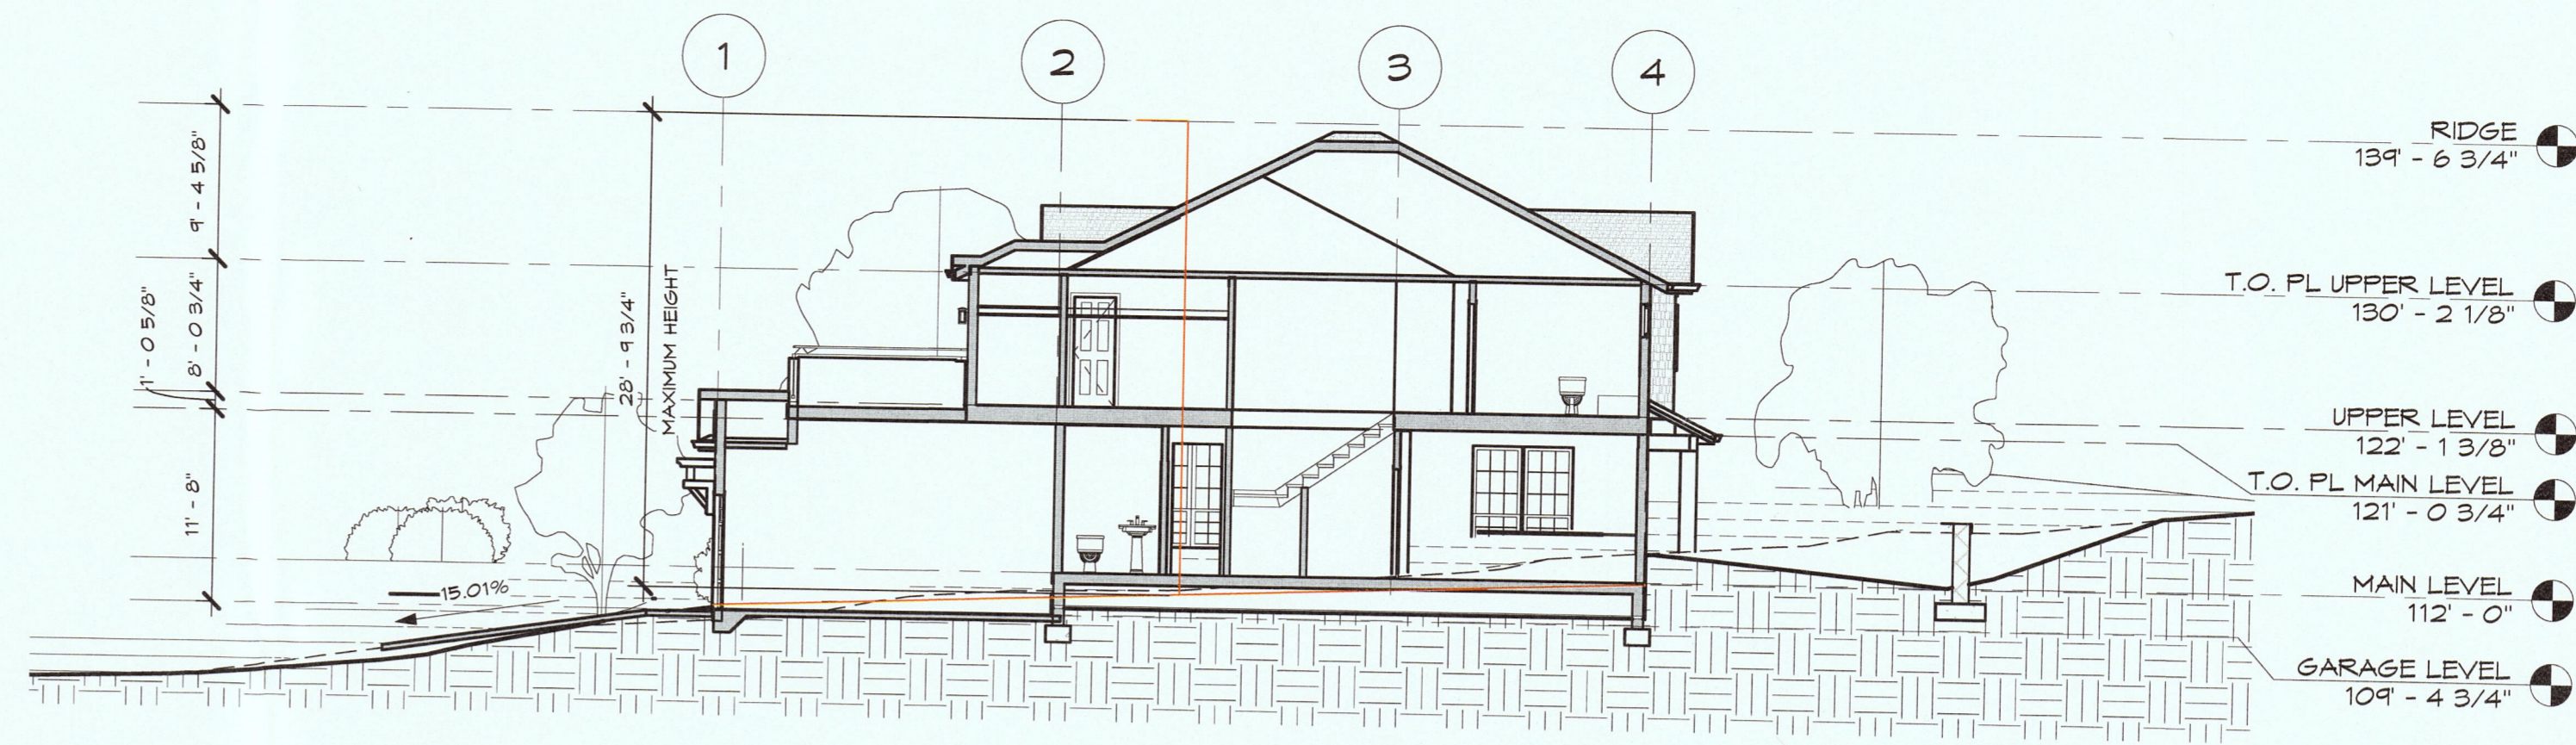 1
2
3
4
9' - 4 5/8"
8' - 0 3/4"
1' - 0 5/8"
11' - 8"
28' - 9 3/4"
MAXIMUM HEIGHT
15.01%
RIDGE
139' - 6 3/4"
T.O. PL UPPER LEVEL
130' - 2 1/8"
UPPER LEVEL
122' - 1 3/8"
T.O. PL MAIN LEVEL
121' - 0 3/4"
MAIN LEVEL
112' - 0"
GARAGE LEVEL
109' - 4 3/4"